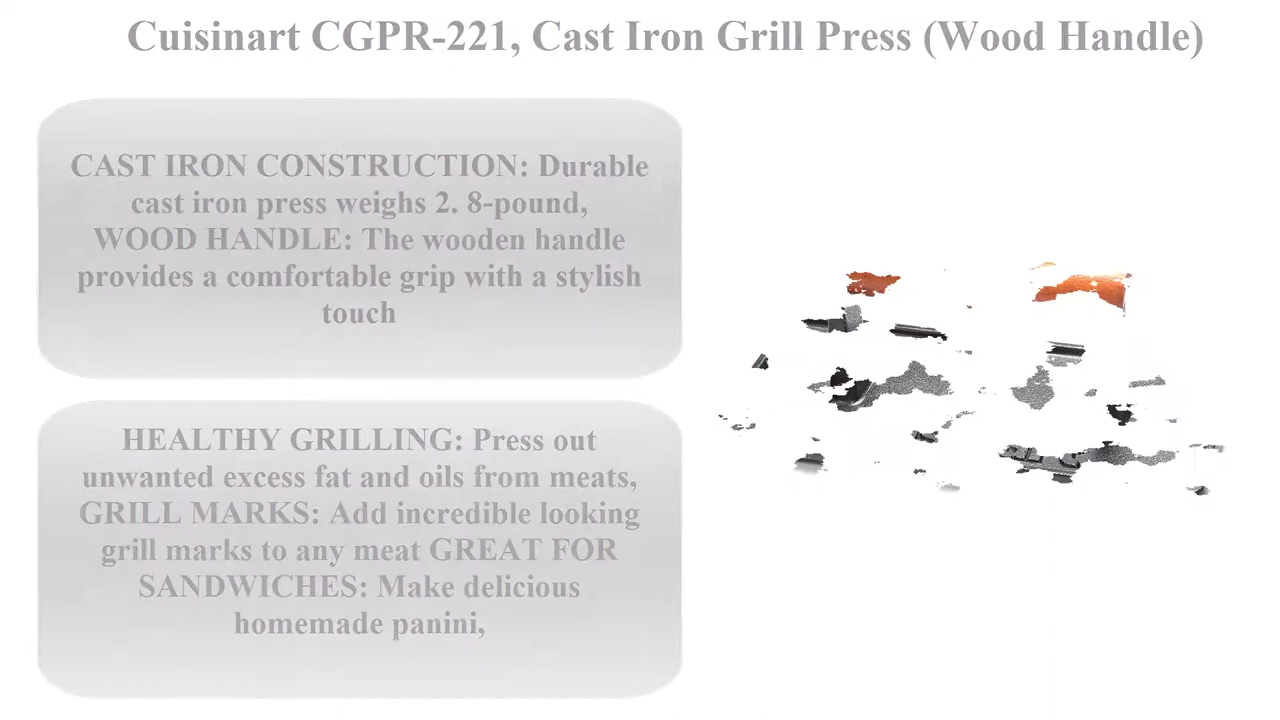 Cuisinart CGPR-221, Cast Iron Grill Press (Wood Handle)
CAST IRON CONSTRUCTION: Durable
cast iron press weighs 2. 8-pound,
WOOD HANDLE: The wooden handle
provides a comfortable grip with a stylish
touch
HEALTHY GRILLING: Press out
unwanted excess fat and oils from meats,
GRILL MARKS: Add incredible looking
grill marks to any meat GREAT FOR
SANDWICHES: Make delicious
homemade panini,